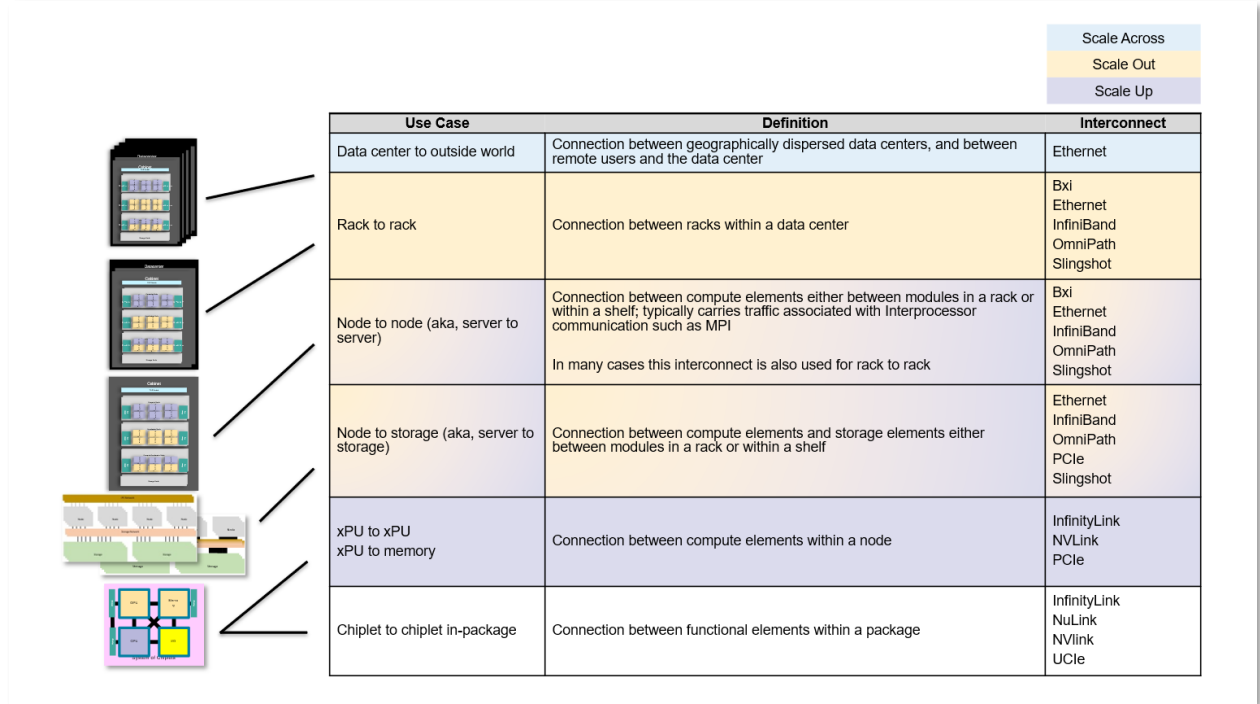 Scale Across
Scale Out
Scale Up
Use Case
Definition
Interconnect
Data center to outside world
Connection between geographically dispersed data centers, and between
remote users and the data center
Ethernet
Rack to rack
Connection between racks within a data center
Bxi
Ethernet
InfiniBand
OmniPath
Slingshot
Node to node (aka, server to
server)
Connection between compute elements either between modules in a rack or
within a shelf; typically carries traffic associated with Interprocessor
communication such as MPI
In many cases this interconnect is also used for rack to rack
Bxi
Ethernet
InfiniBand
OmniPath
Slingshot
Node to storage (aka, server to
storage)
Connection between compute elements and storage elements either
between modules in a rack or within a shelf
Ethernet
InfiniBand
OmniPath
PCIe
Slingshot
xPU to xPU
xPU to memory
Connection between compute elements within a node
InfinityLink
NVLink
PCIe
Chiplet to chiplet in-package
Connection between functional elements within a package
InfinityLink
NuLink
NVlink
UCIe